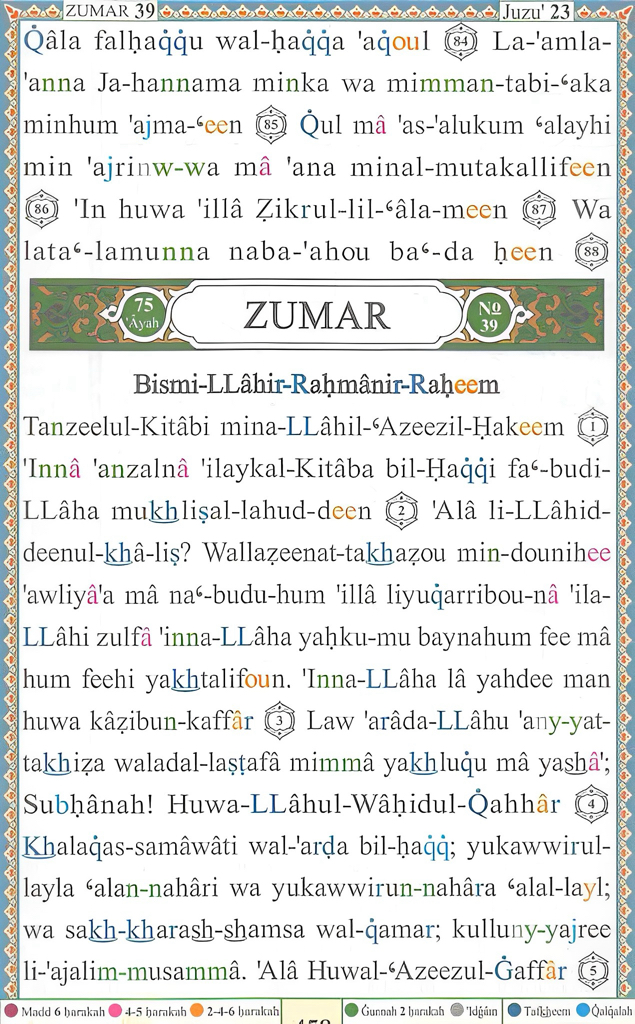 ZUMAR 39 Juzu' 23
Q̇âla falḥaq̇q̇u wal-ḥaq̇q̇a 'aq̇oul (84) La-'amla-
'anna Ja-hannama minka wa mimman-tabi-ʿaka
minhum 'ajma-ʿeen (85) Q̇ul mâ 'as-'alukum ʿalayhi
min 'ajrinw-wa mâ 'ana minal-mutakallifeen
(86) 'In huwa 'illâ Ẓikrul-lil-ʿâla-meen (87) Wa
lataʿ-lamunna naba-'ahou baʿ-da ḥeen (88)
75 'Âyah ZUMAR No 39
Bismi-LLâhir-Raḥmânir-Raḥeem
Tanzeelul-Kitâbi mina-LLâhil-ʿAzeezil-Ḥakeem (1)
'Innâ 'anzalnâ 'ilaykal-Kitâba bil-Ḥaq̇q̇i faʿ-budi-
LLâha mukhliṣal-lahud-deen (2) 'Alâ li-LLâhid-
deenul-khâ-liṣ? Wallaẓeenat-takhaẓou min-dounihee
'awliyâ'a mâ naʿ-budu-hum 'illâ liyuq̇arribou-nâ 'ila-
LLâhi zulfâ 'inna-LLâha yaḥku-mu baynahum fee mâ
hum feehi yakhtalifoun. 'Inna-LLâha lâ yahdee man
huwa kâẓibun-kaffâr (3) Law 'arâda-LLâhu 'any-yat-
takhiẓa waladal-laṣṭafâ mimmâ yakhluq̇u mâ yashâ';
Subḥânah! Huwa-LLâhul-Wâḥidul-Q̇ahhâr (4)
Khalaq̇as-samâwâti wal-'arḍa bil-ḥaq̇q̇; yukawwirul-
layla ʿalan-nahâri wa yukawwirun-nahâra ʿalal-layl;
wa sakh-kharash-shamsa wal-q̇amar; kulluny-yajree
li-'ajalim-musammâ. 'Alâ Huwal-ʿAzeezul-Ġaffâr (5)
Madd 6 ḥarakah 4-5 ḥarakah 2-4-6 ḥarakah Ġunnah 2 ḥarakah 'Idġâm Tafkheem Q̇alq̇alah